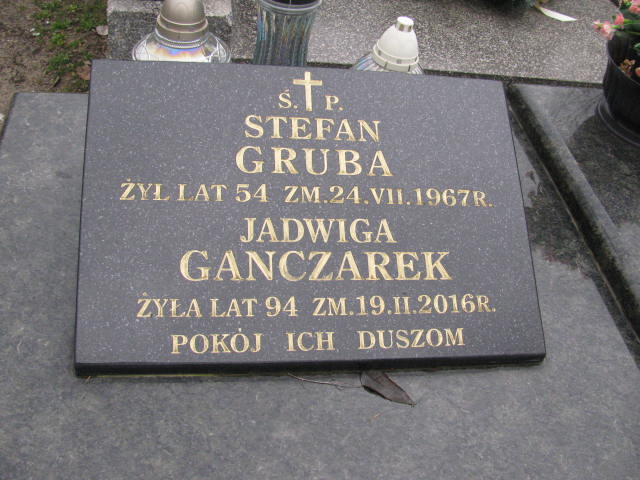 Ś. P.
STEFAN
GRUBA
ŻYŁ LAT 54 ZM.24.VII.1967R.
JADWIGA
GANCZAREK
ŻYŁA LAT 94 ZM.19.II.2016R.
POKÓJ ICH DUSZOM